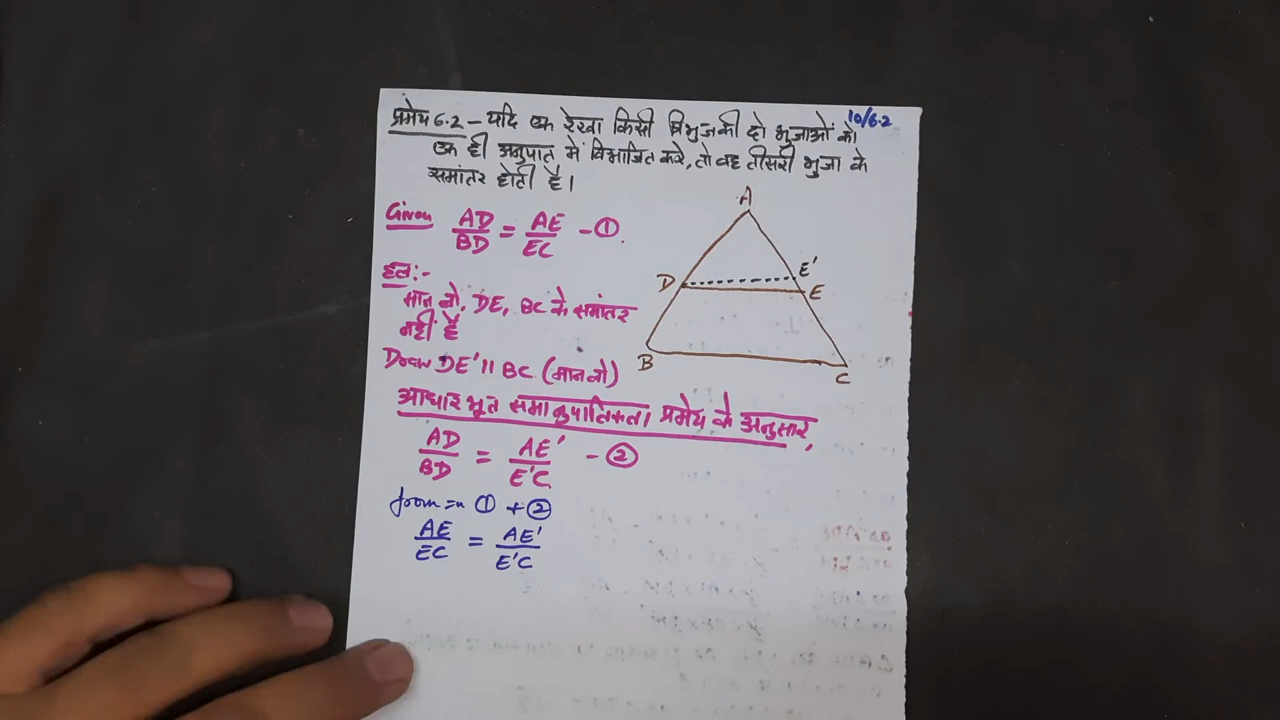 10/6.2
प्रमेय 6.2 – यदि एक रेखा किसी त्रिभुज की दो भुजाओं को
एक ही अनुपात में विभाजित करे, तो वह तीसरी भुजा के
समांतर होती है।
Given AD/BD = AE/EC – ①.
हल:-
मान लो, DE, BC के समांतर
नहीं है
Draw DE' || BC (मान लो)
आधारभूत समानुपातिकता प्रमेय के अनुसार,
AD/BD = AE'/E'C – ②
from =n ① + ②
AE/EC = AE'/E'C
A
D
E'
E
B
C